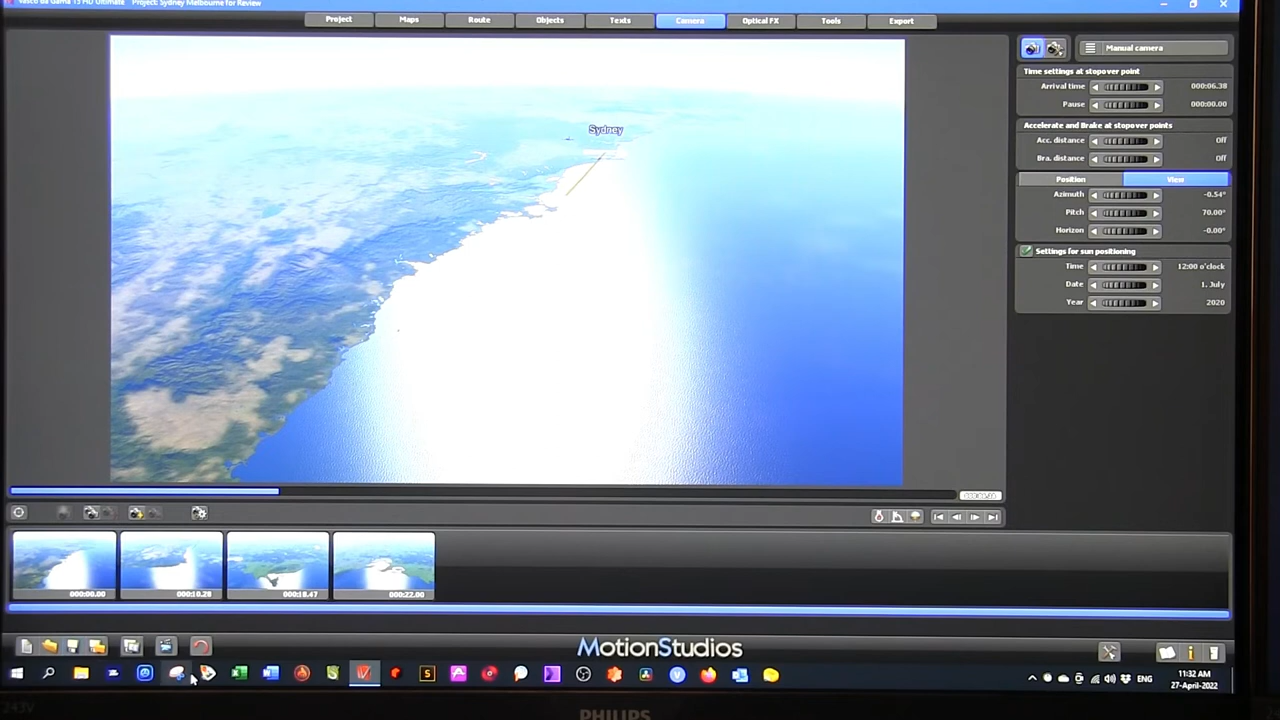 Vasco da Gama 15 HD Ultimate Project: Sydney Melbourne for Review
Project Maps Route Objects Texts Camera Optical FX Tools Export
Manual camera
Time settings at stopover point
Arrival time 000:06.38
Pause 000:00.00
Accelerate and Brake at stopover points
Acc. distance Off
Bra. distance Off
Position View
Azimuth -0.54°
Pitch 70.00°
Horizon -0.00°
Settings for sun positioning
Time 12:00 o'clock
Date 1. July
Year 2020
Sydney
000:00.00 000:10.28 000:18.47 000:22.00
MotionStudios
ENG
11:32 AM
27-April-2022
243V
PHILIPS